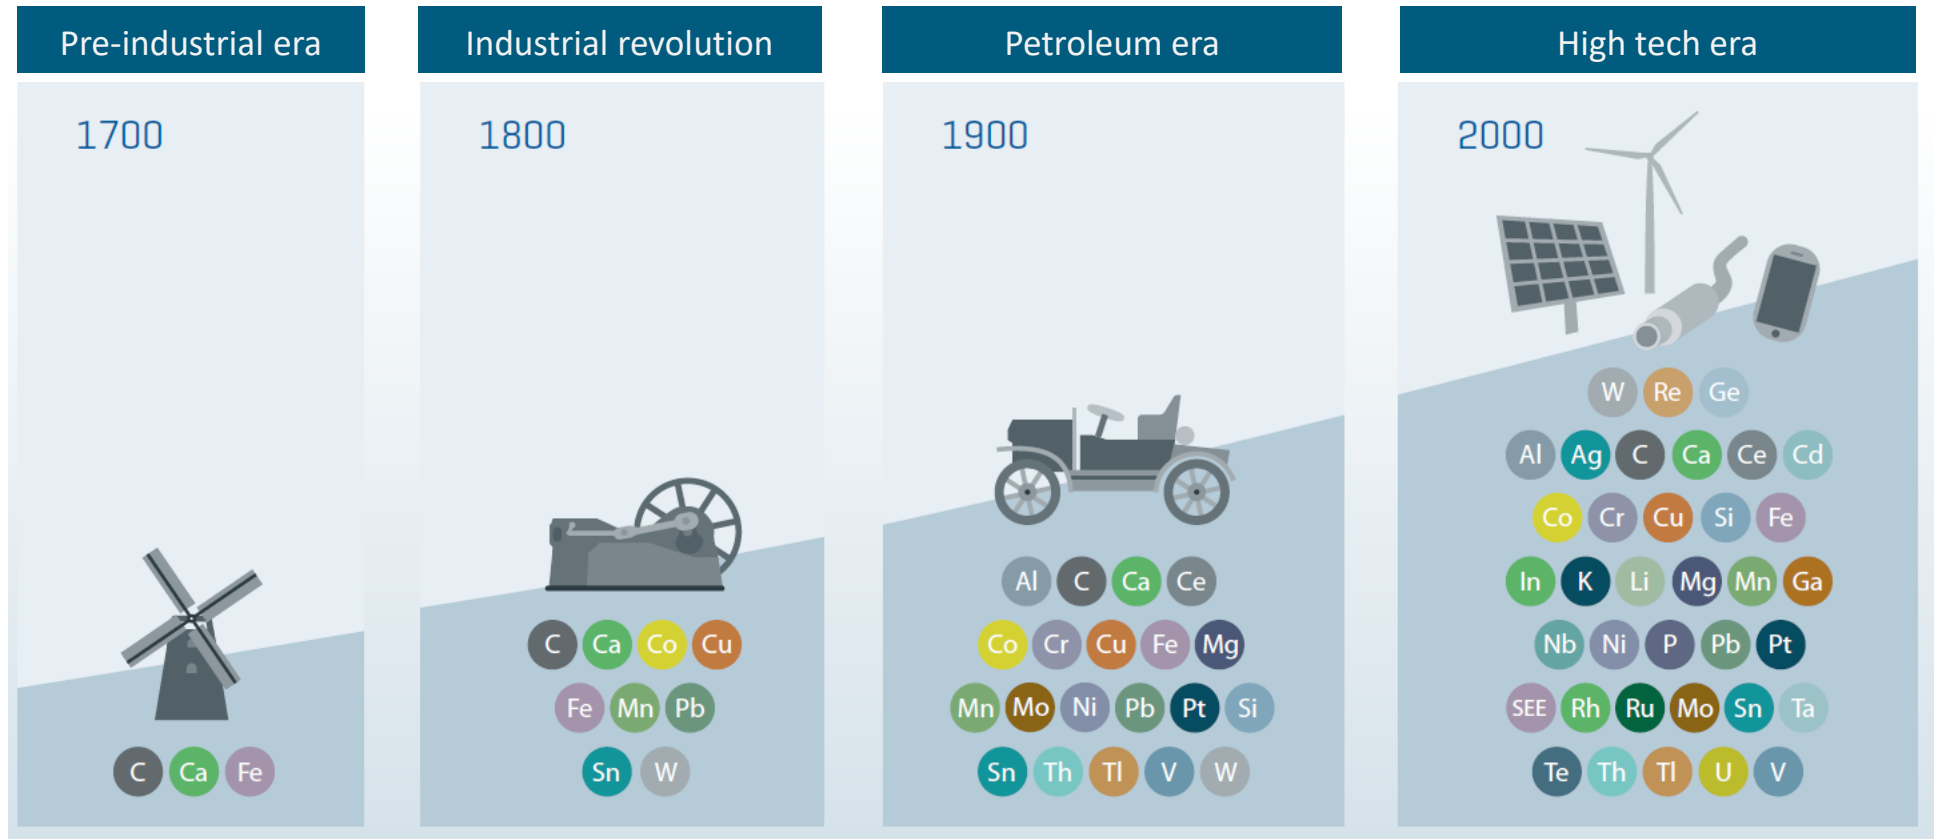 Pre-industrial era
1700
C Ca Fe
Industrial revolution
1800
C Ca Co Cu
Fe Mn Pb
Sn W
Petroleum era
1900
Al C Ca Ce
Co Cr Cu Fe Mg
Mn Mo Ni Pb Pt Si
Sn Th Tl V W
High tech era
2000
W Re Ge
Al Ag C Ca Ce Cd
Co Cr Cu Si Fe
In K Li Mg Mn Ga
Nb Ni P Pb Pt
SEE Rh Ru Mo Sn Ta
Te Th Tl U V